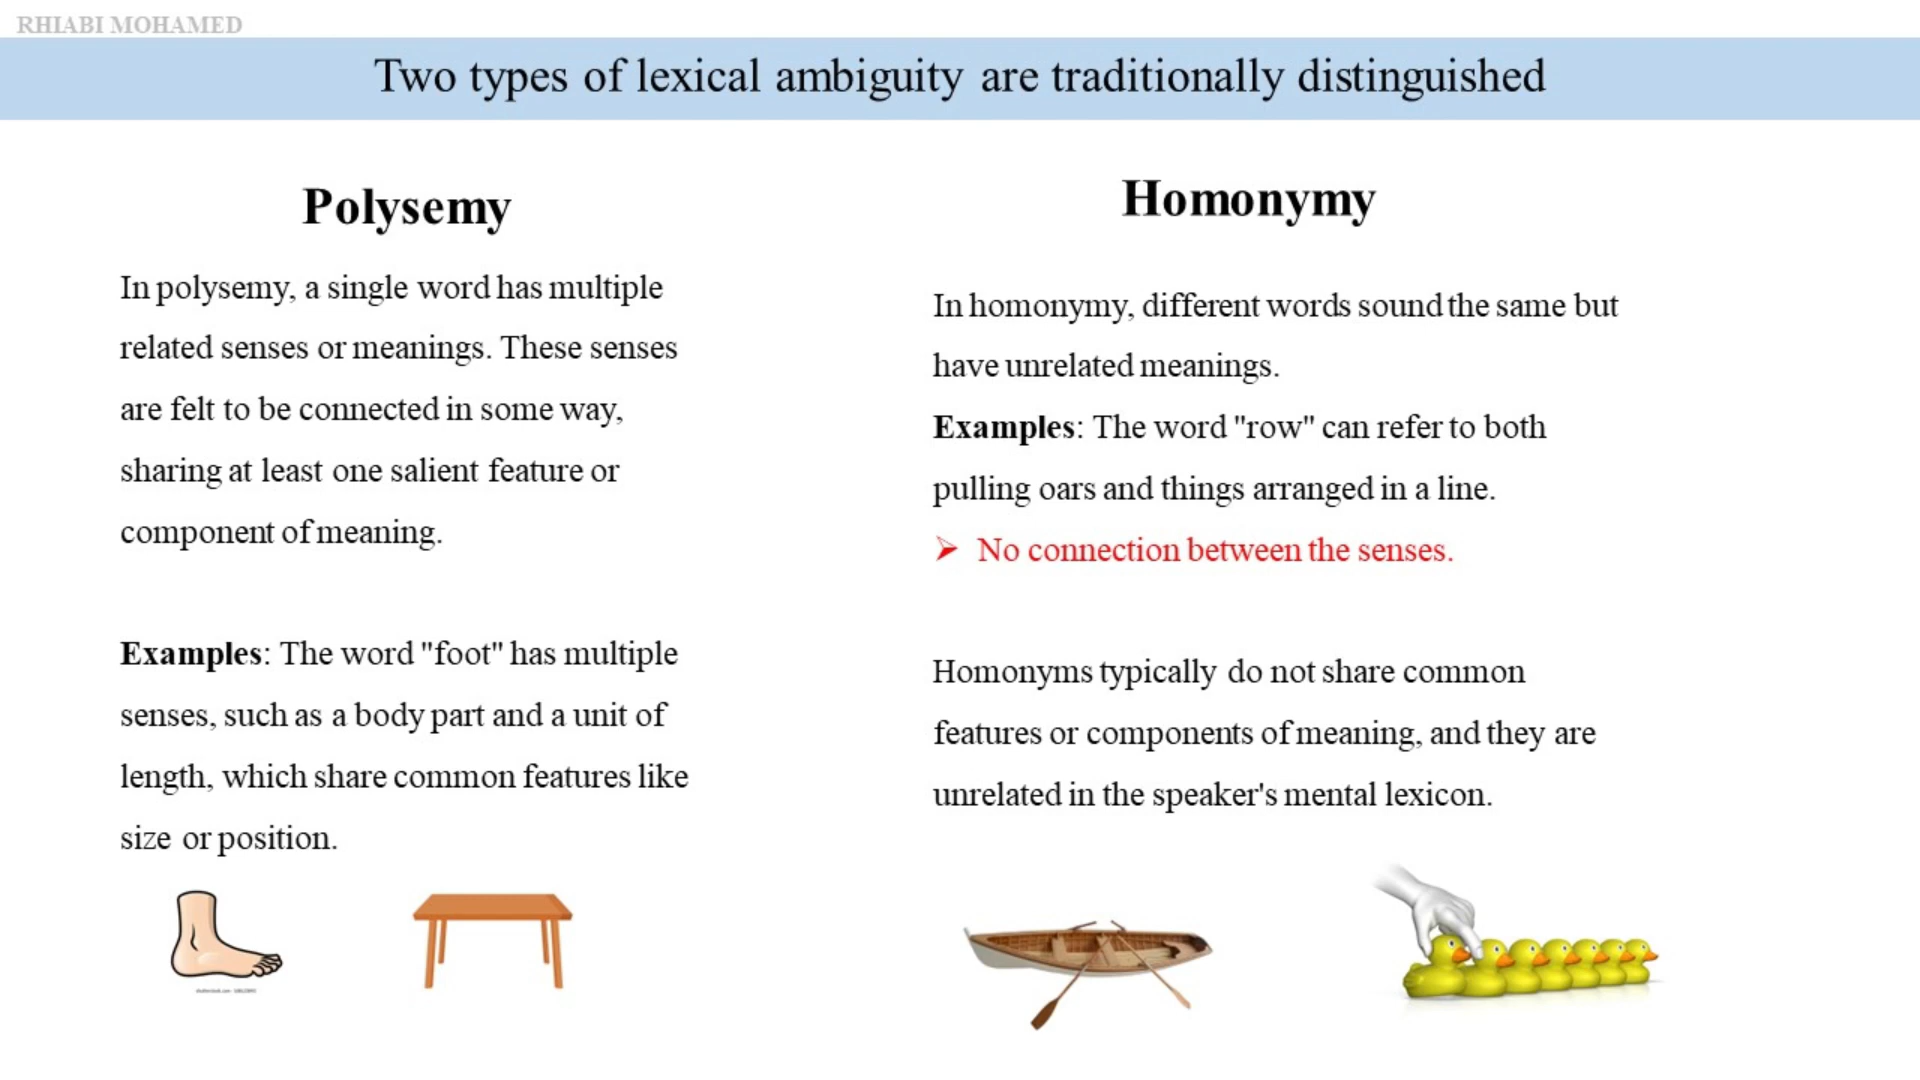 RHIABI MOHAMED
Two types of lexical ambiguity are traditionally distinguished
Polysemy
In polysemy, a single word has multiple
related senses or meanings. These senses
are felt to be connected in some way,
sharing at least one salient feature or
component of meaning.
Examples: The word "foot" has multiple
senses, such as a body part and a unit of
length, which share common features like
size or position.
Homonymy
In homonymy, different words sound the same but
have unrelated meanings.
Examples: The word "row" can refer to both
pulling oars and things arranged in a line.
➢ No connection between the senses.
Homonyms typically do not share common
features or components of meaning, and they are
unrelated in the speaker's mental lexicon.